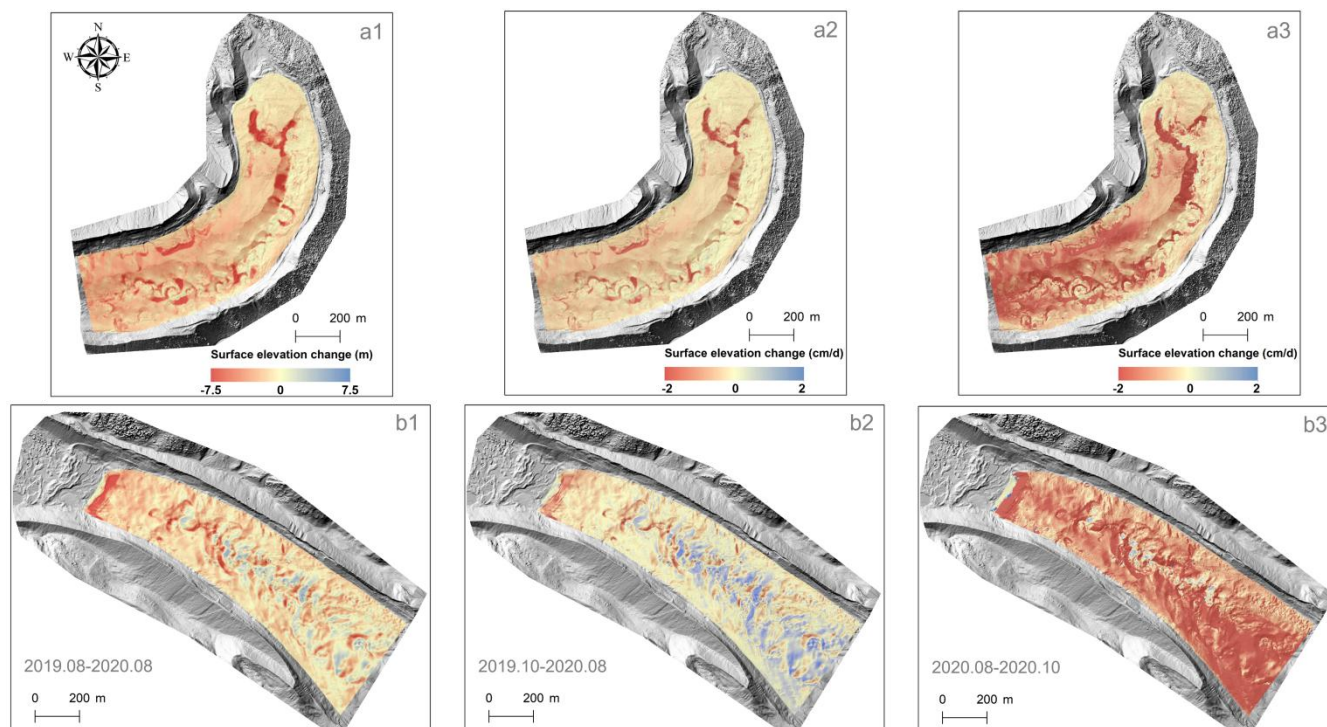 a1
N
W E
S
0 200 m
Surface elevation change (m)
-7.5 0 7.5
a2
0 200 m
Surface elevation change (cm/d)
-2 0 2
a3
0 200 m
Surface elevation change (cm/d)
-2 0 2
b1
2019.08-2020.08
0 200 m
b2
2019.10-2020.08
0 200 m
b3
2020.08-2020.10
0 200 m